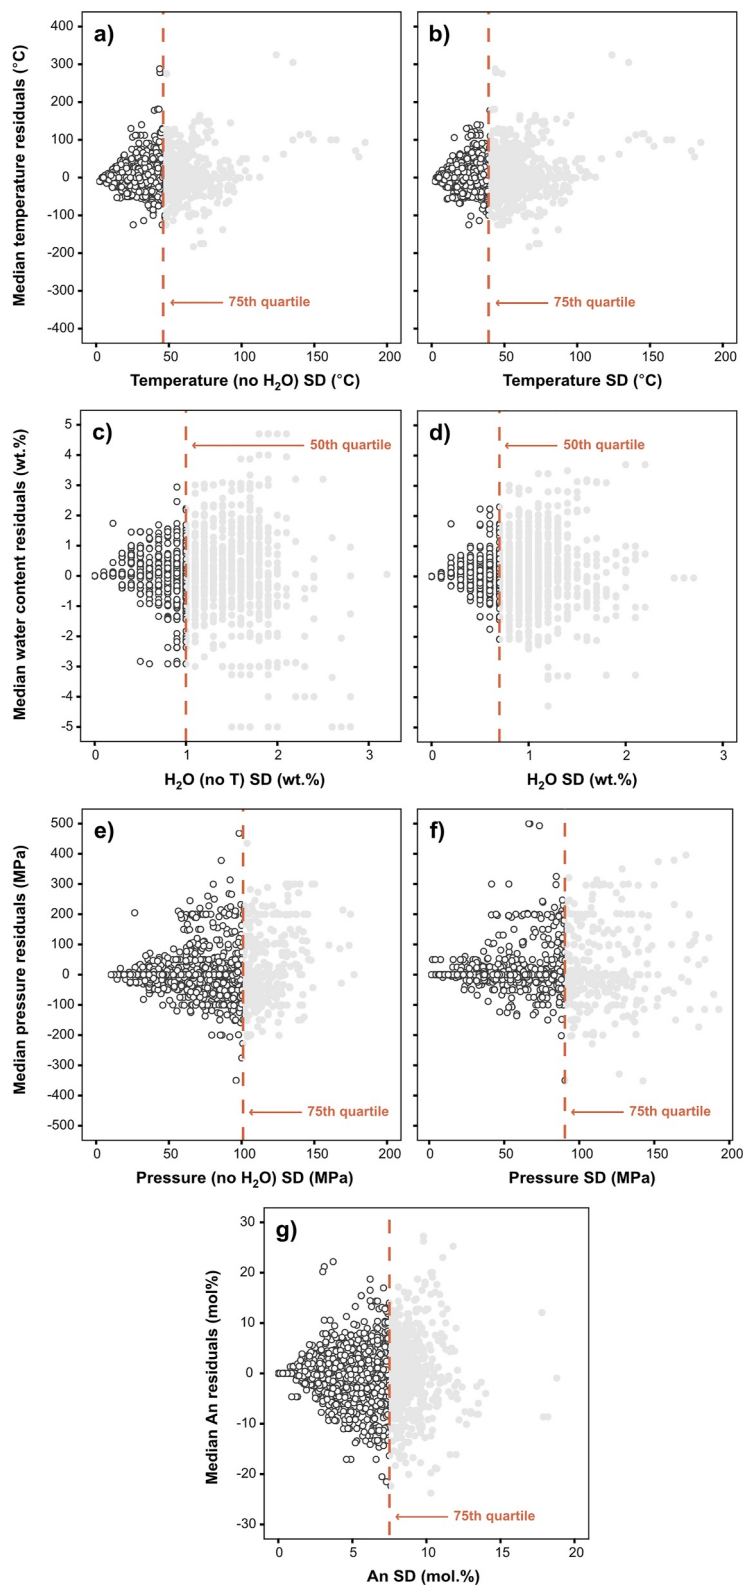 a)
b)
Median temperature residuals (°C)
400
300
200
100
0
-100
-200
-300
-400
75th quartile
75th quartile
0 50 100 150 200
0 50 100 150 200
Temperature (no H₂O) SD (°C)
Temperature SD (°C)
c)
d)
Median water content residuals (wt.%)
5
4
3
2
1
0
-1
-2
-3
-4
-5
50th quartile
50th quartile
0 1 2 3
0 1 2 3
H₂O (no T) SD (wt.%)
H₂O SD (wt.%)
e)
f)
Median pressure residuals (MPa)
500
400
300
200
100
0
-100
-200
-300
-400
-500
75th quartile
75th quartile
0 50 100 150 200
0 50 100 150 200
Pressure (no H₂O) SD (MPa)
Pressure SD (MPa)
g)
Median An residuals (mol%)
30
20
10
0
-10
-20
-30
75th quartile
0 5 10 15 20
An SD (mol.%)